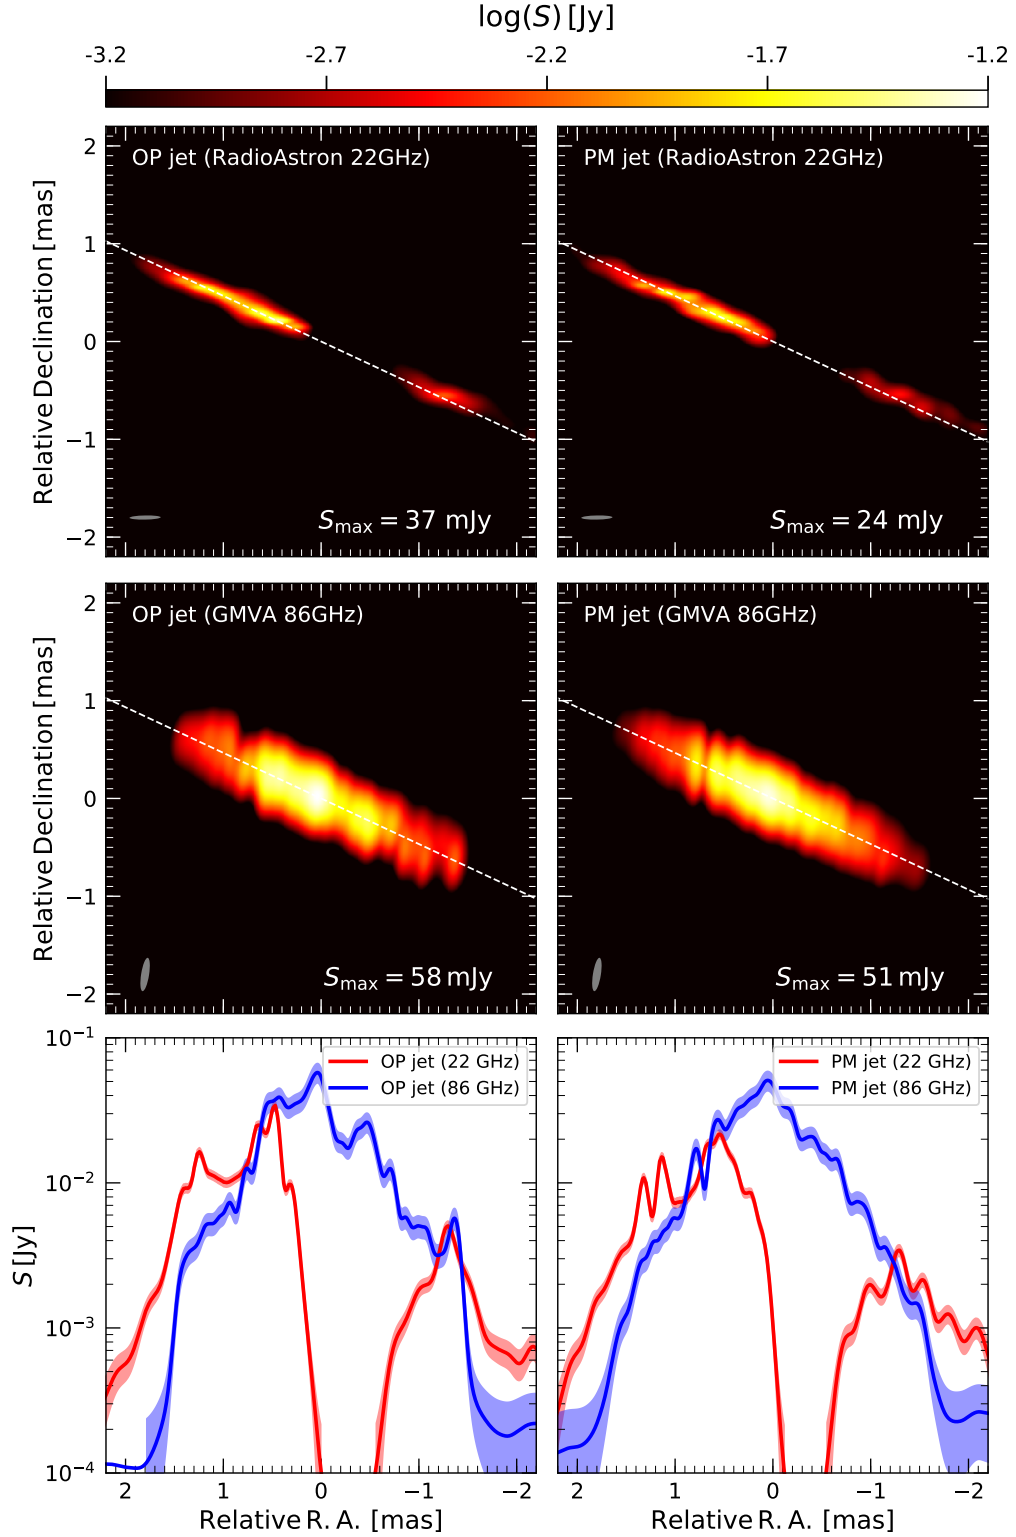 log(S) [Jy]
-3.2 -2.7 -2.2 -1.7 -1.2
OP jet (RadioAstron 22GHz)
PM jet (RadioAstron 22GHz)
2
1
0
−1
−2
Relative Declination [mas]
S_max = 37 mJy
S_max = 24 mJy
OP jet (GMVA 86GHz)
PM jet (GMVA 86GHz)
2
1
0
−1
−2
Relative Declination [mas]
S_max = 58 mJy
S_max = 51 mJy
10⁻¹
10⁻²
10⁻³
10⁻⁴
S [Jy]
OP jet (22 GHz)
OP jet (86 GHz)
PM jet (22 GHz)
PM jet (86 GHz)
2 1 0 −1 −2
2 1 0 −1 −2
Relative R. A. [mas]
Relative R. A. [mas]